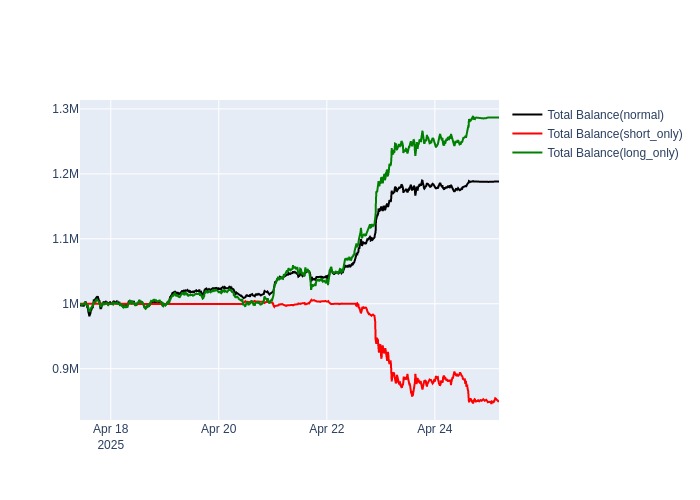 1.3M
1.2M
1.1M
1M
0.9M
Apr 18
2025
Apr 20
Apr 22
Apr 24
Total Balance(normal)
Total Balance(short_only)
Total Balance(long_only)